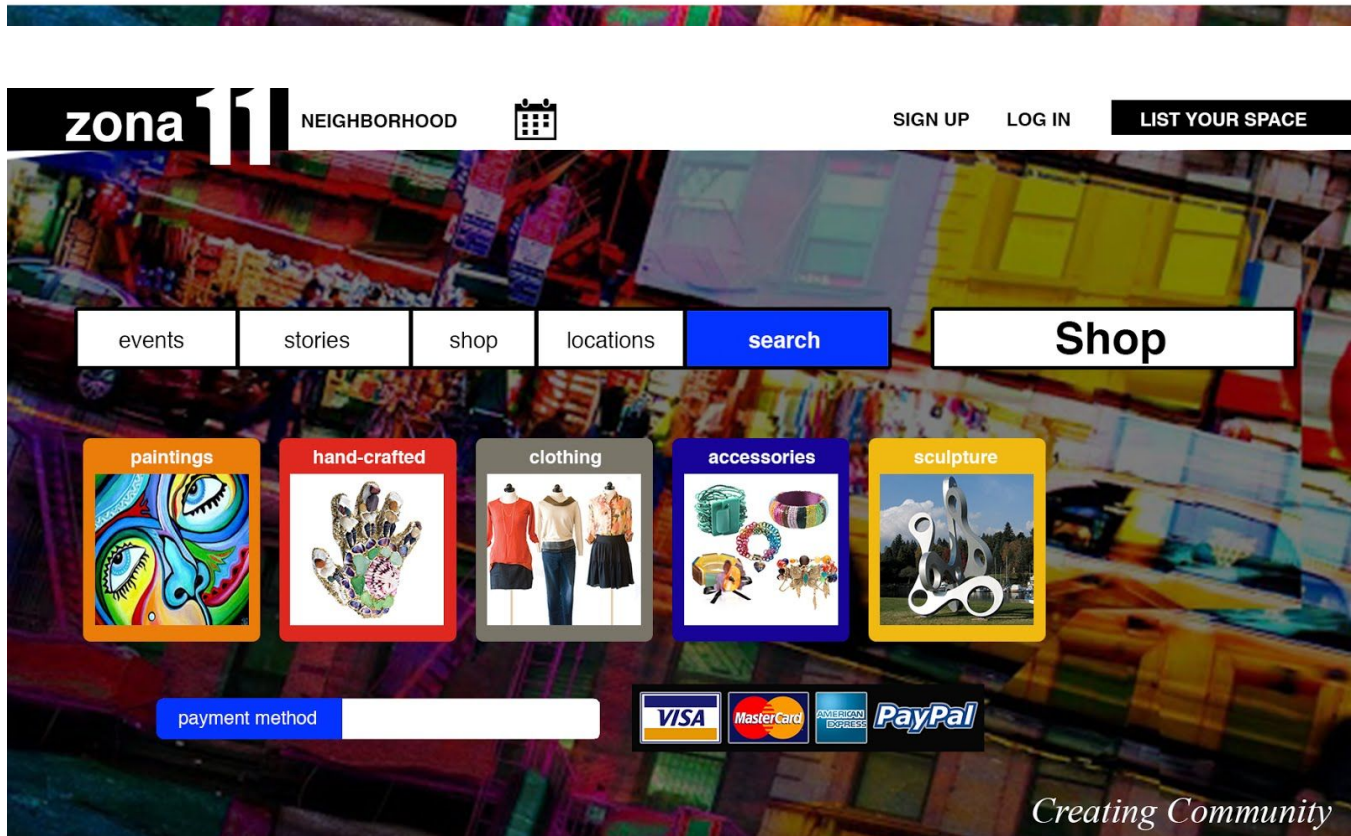 zona 11
NEIGHBORHOOD
SIGN UP
LOG IN
LIST YOUR SPACE
events
stories
shop
locations
search
Shop
paintings
hand-crafted
clothing
accessories
sculpture
payment method
VISA
MasterCard
AMERICAN
EXPRESS
PayPal
Creating Community